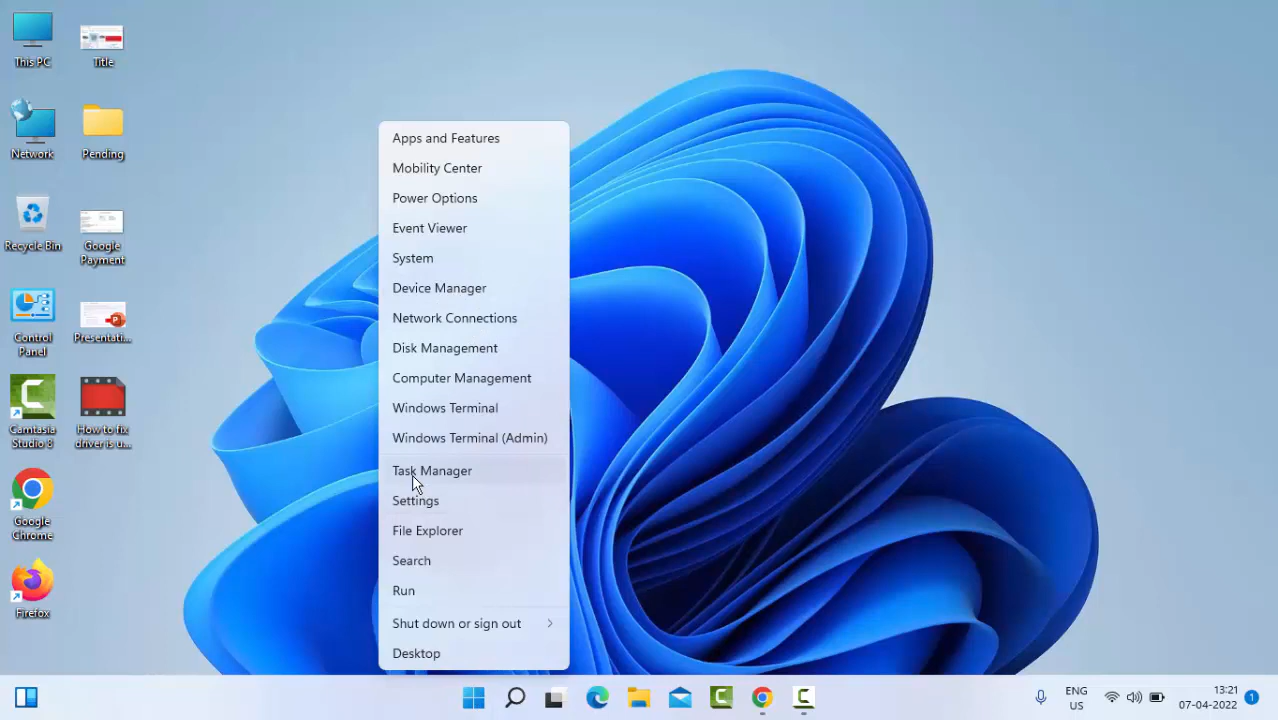 This PC
Title
Network
Pending
Recycle Bin
Google
Payment
Control
Panel
Presentati...
Camtasia
Studio 8
How to fix
driver is u...
Google
Chrome
Firefox
Apps and Features
Mobility Center
Power Options
Event Viewer
System
Device Manager
Network Connections
Disk Management
Computer Management
Windows Terminal
Windows Terminal (Admin)
Task Manager
Settings
File Explorer
Search
Run
Shut down or sign out
Desktop
ENG
US
13:21
07-04-2022
1